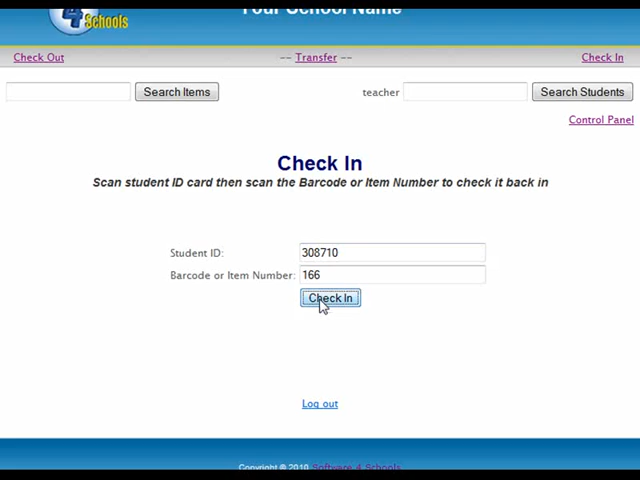 Your School Name
4 Schools
Check Out -- Transfer -- Check In
Search Items teacher Search Students
Control Panel
Check In
Scan student ID card then scan the Barcode or Item Number to check it back in
Student ID: 308710
Barcode or Item Number: 166
Check In
Log out
Copyright © 2010 Software 4 Schools